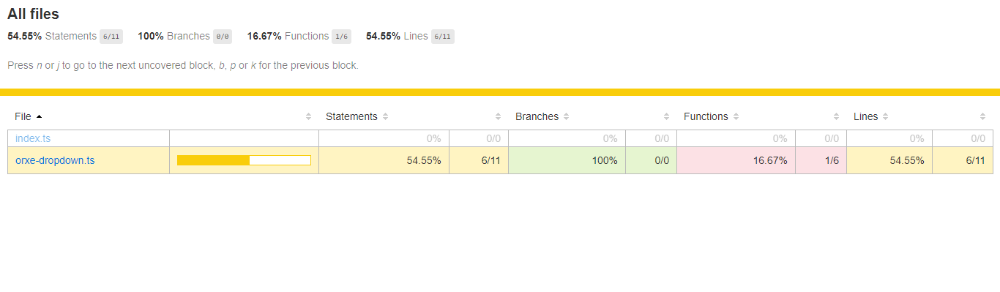 All files
54.55% Statements 6/11 100% Branches 0/0 16.67% Functions 1/6 54.55% Lines 6/11
Press n or j to go to the next uncovered block, b, p or k for the previous block.
File Statements Branches Functions Lines
index.ts 0% 0/0 0% 0/0 0% 0/0 0% 0/0
orxe-dropdown.ts 54.55% 6/11 100% 0/0 16.67% 1/6 54.55% 6/11